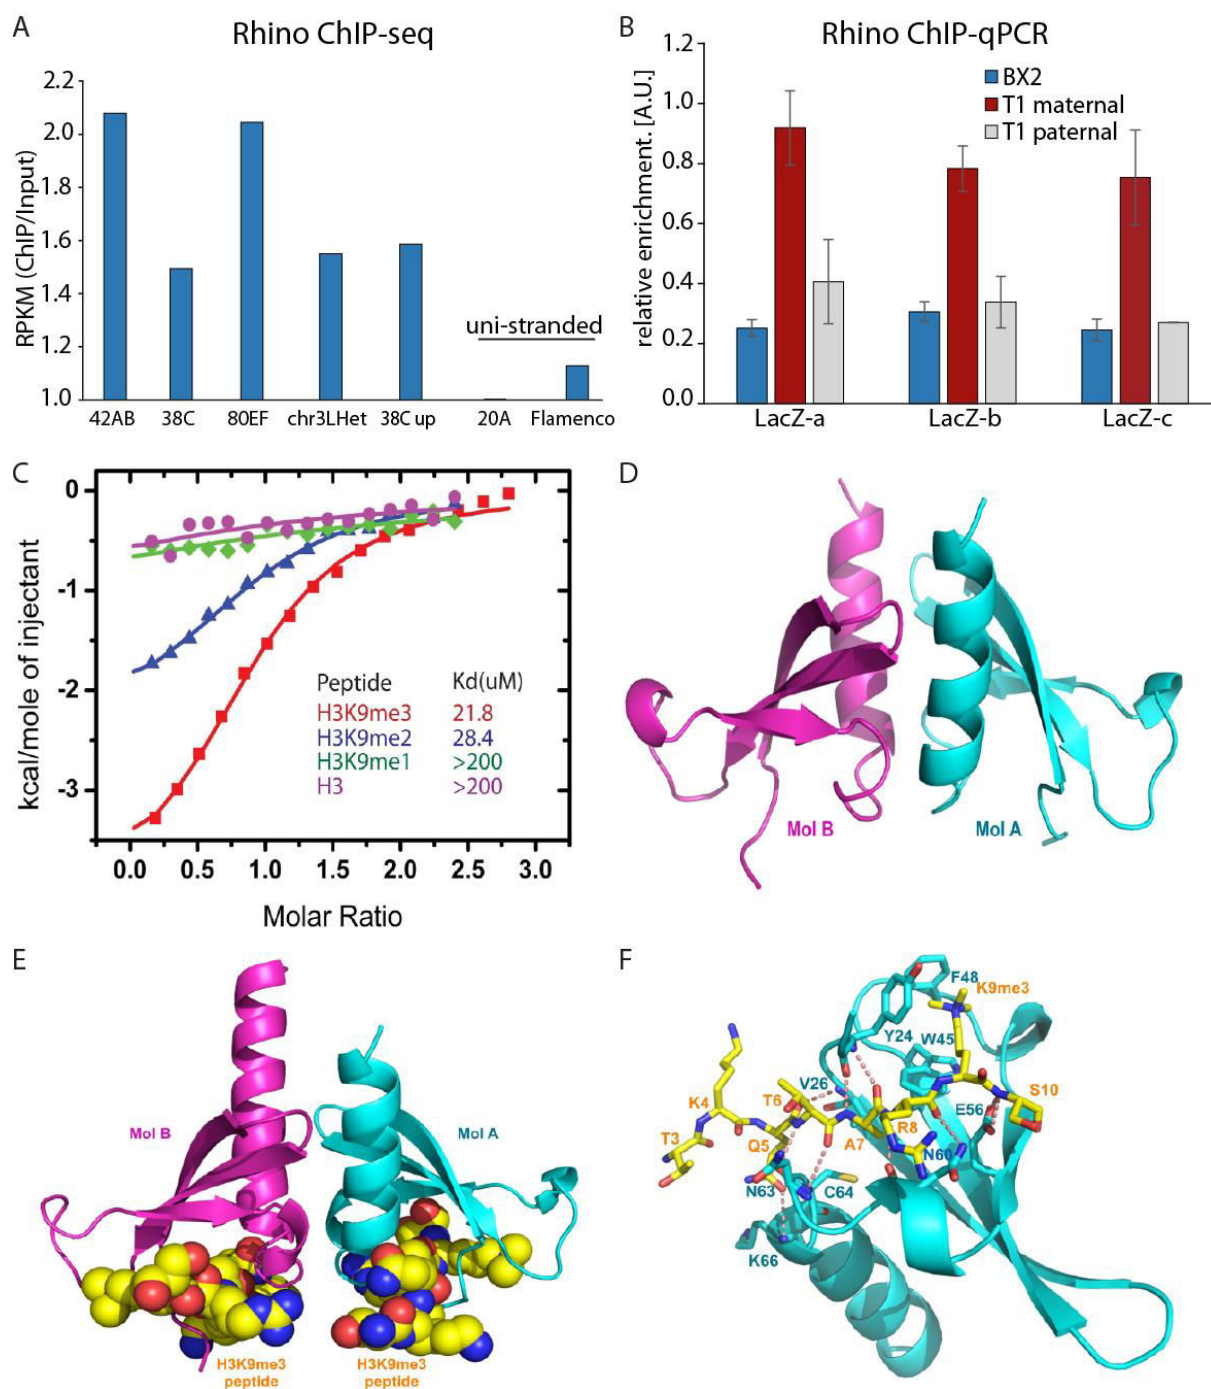 A
Rhino ChIP-seq
RPKM (ChIP/Input)
2.2
2.0
1.8
1.6
1.4
1.2
1.0
uni-stranded
42AB 38C 80EF chr3LHet 38C up 20A Flamenco
B
Rhino ChIP-qPCR
relative enrichment. [A.U.]
1.2
1.0
0.8
0.6
0.4
0.2
0.0
BX2
T1 maternal
T1 paternal
LacZ-a LacZ-b LacZ-c
C
kcal/mole of injectant
0
-1
-2
-3
Peptide Kd(uM)
H3K9me3 21.8
H3K9me2 28.4
H3K9me1 >200
H3 >200
0.0 0.5 1.0 1.5 2.0 2.5 3.0
Molar Ratio
D
Mol B
Mol A
E
Mol B
Mol A
H3K9me3
peptide
H3K9me3
peptide
F
F48
K9me3
Y24
W45
V26
T6
K4
S10
E56
T3
Q5
A7
R8
N60
N63
C64
K66